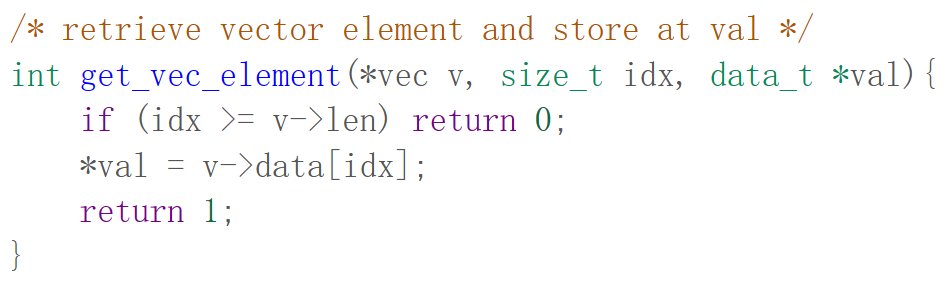 /* retrieve vector element and store at val */
int get_vec_element(*vec v, size_t idx, data_t *val){
    if (idx >= v->len) return 0;
    *val = v->data[idx];
    return 1;
}